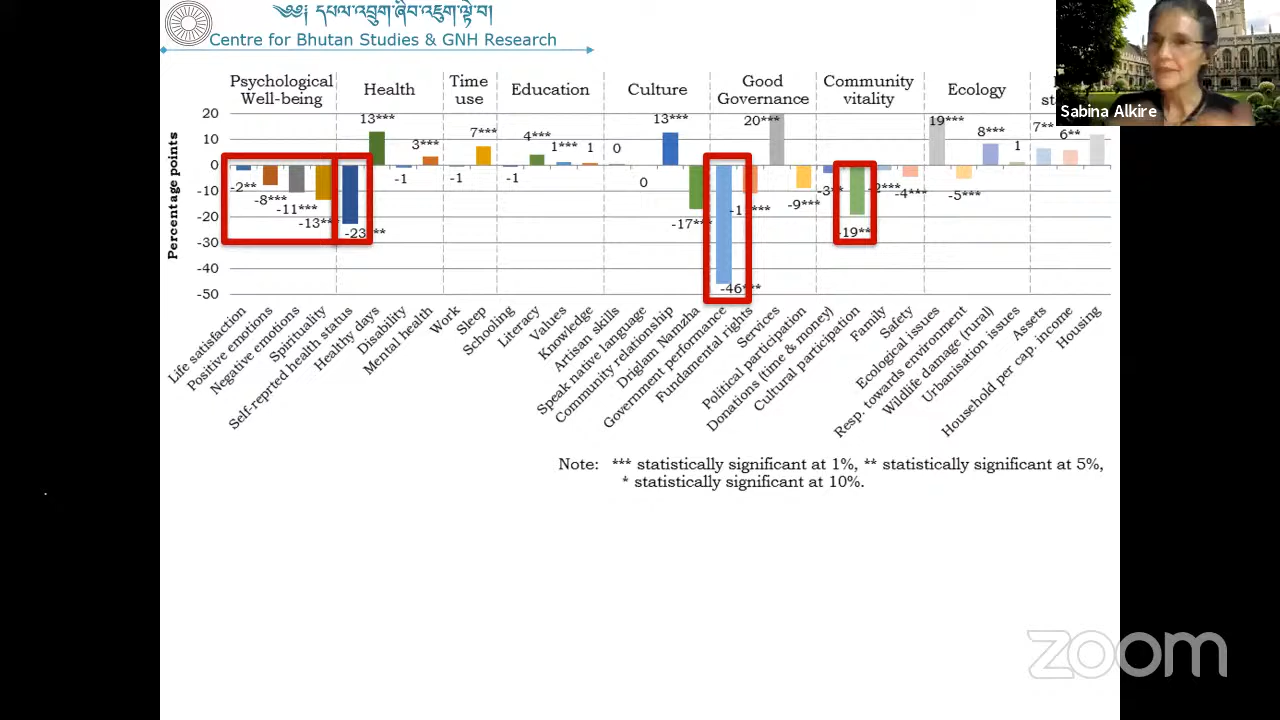 ༄༅། དཔལ་འབྲུག་ཞིབ་འཇུག་ལྟེ་བ།
Centre for Bhutan Studies & GNH Research
Psychological Well-being
Health
Time use
Education
Culture
Good Governance
Community vitality
Ecology
Sabina Alkire
Percentage points
20
10
0
-10
-20
-30
-40
-50
-2**
-8***
-11***
-13**
-23 **
13***
-1
3***
-1
7***
-1
4***
1***
1
0
0
13***
-17**
-46***
-1 ***
20***
-9***
-3**
-19**
-2***
-4***
19***
-5***
8***
1
7**
6**
Life satisfaction
Positive emotions
Negative emotions
Spirituality
Self-reprted health status
Healthy days
Disability
Mental health
Work
Sleep
Schooling
Literacy
Values
Knowledge
Artisan skills
Speak native language
Community relationship
Driglam Namzha
Government performance
Fundamental rights
Services
Political participation
Donations (time & money)
Cultural participation
Family
Safety
Ecological issues
Resp. towards environment
Wildlife damage (rural)
Urbanisation issues
Assets
Household per cap. income
Housing
Note: *** statistically significant at 1%, ** statistically significant at 5%,
* statistically significant at 10%.
zoom